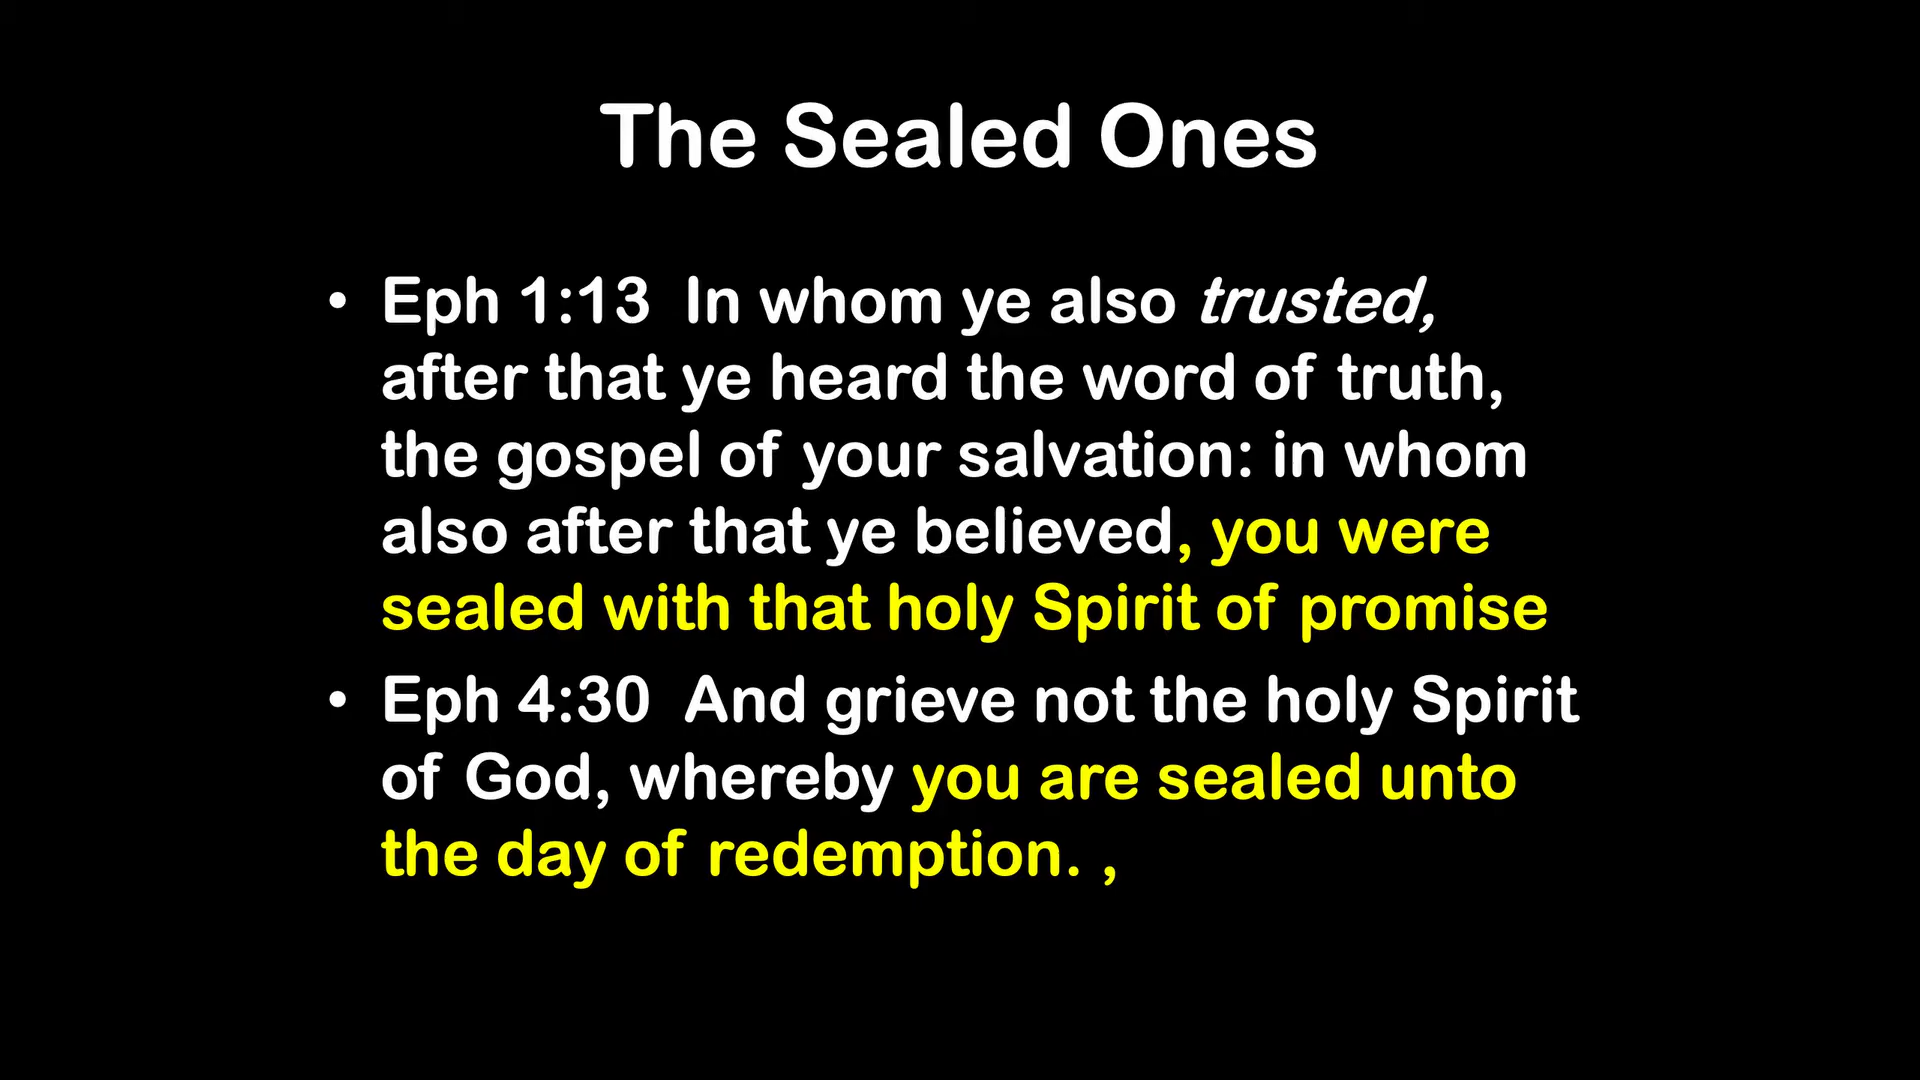 The Sealed Ones
• Eph 1:13  In whom ye also trusted,
after that ye heard the word of truth,
the gospel of your salvation: in whom
also after that ye believed, you were
sealed with that holy Spirit of promise
• Eph 4:30  And grieve not the holy Spirit
of God, whereby you are sealed unto
the day of redemption. ,